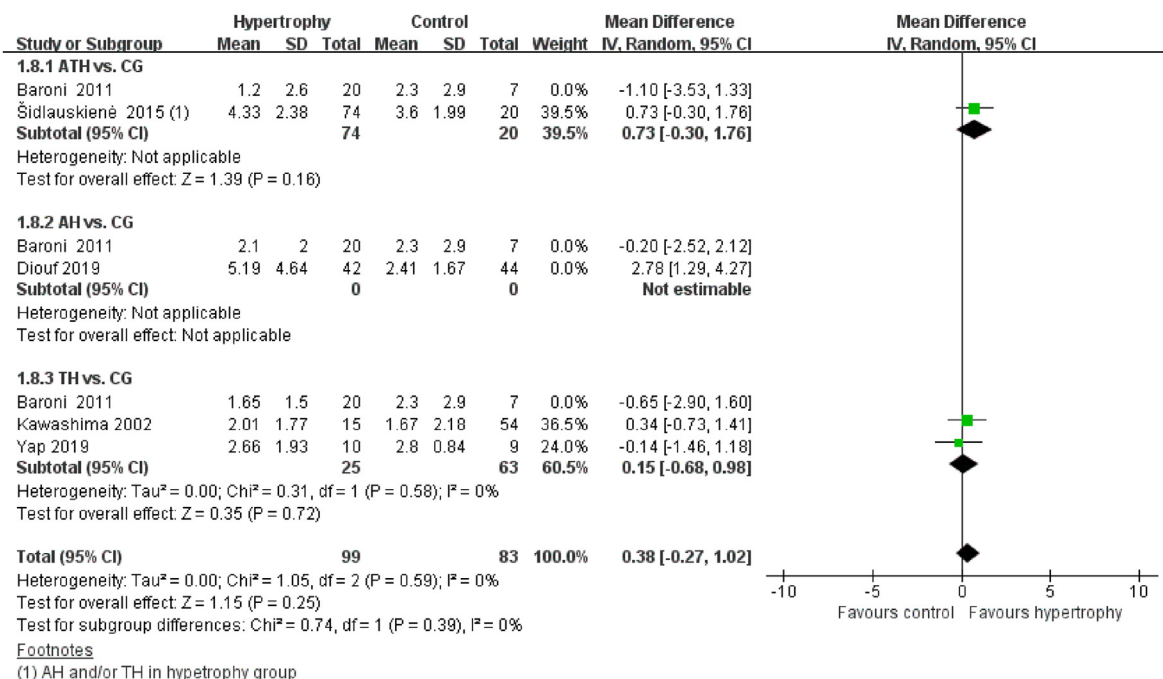 Hypertrophy Control Mean Difference Mean Difference
Study or Subgroup Mean SD Total Mean SD Total Weight IV, Random, 95% CI IV, Random, 95% CI
1.8.1 ATH vs. CG
Baroni 2011 1.2 2.6 20 2.3 2.9 7 0.0% -1.10 [-3.53, 1.33]
Šidlauskienė 2015 (1) 4.33 2.38 74 3.6 1.99 20 39.5% 0.73 [-0.30, 1.76]
Subtotal (95% CI) 74 20 39.5% 0.73 [-0.30, 1.76]
Heterogeneity: Not applicable
Test for overall effect: Z = 1.39 (P = 0.16)
1.8.2 AH vs. CG
Baroni 2011 2.1 2 20 2.3 2.9 7 0.0% -0.20 [-2.52, 2.12]
Diouf 2019 5.19 4.64 42 2.41 1.67 44 0.0% 2.78 [1.29, 4.27]
Subtotal (95% CI) 0 0 Not estimable
Heterogeneity: Not applicable
Test for overall effect: Not applicable
1.8.3 TH vs. CG
Baroni 2011 1.65 1.5 20 2.3 2.9 7 0.0% -0.65 [-2.90, 1.60]
Kawashima 2002 2.01 1.77 15 1.67 2.18 54 36.5% 0.34 [-0.73, 1.41]
Yap 2019 2.66 1.93 10 2.8 0.84 9 24.0% -0.14 [-1.46, 1.18]
Subtotal (95% CI) 25 63 60.5% 0.15 [-0.68, 0.98]
Heterogeneity: Tau² = 0.00; Chi² = 0.31, df = 1 (P = 0.58); I² = 0%
Test for overall effect: Z = 0.35 (P = 0.72)
Total (95% CI) 99 83 100.0% 0.38 [-0.27, 1.02]
Heterogeneity: Tau² = 0.00; Chi² = 1.05, df = 2 (P = 0.59); I² = 0%
Test for overall effect: Z = 1.15 (P = 0.25)
Test for subgroup differences: Chi² = 0.74, df = 1 (P = 0.39), I² = 0%
-10 -5 0 5 10
Favours control Favours hypertrophy
Footnotes
(1) AH and/or TH in hypetrophy group